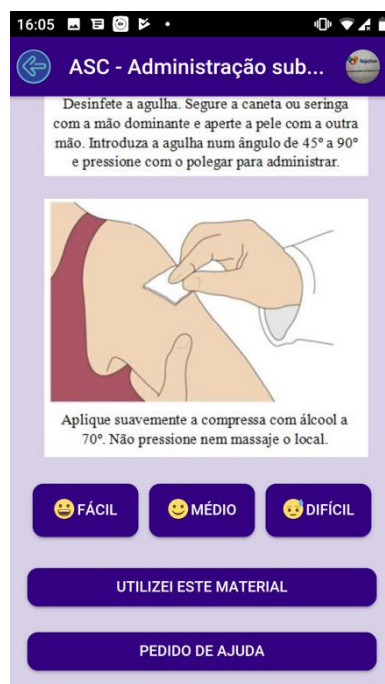 16:05
ASC - Administração sub...
Desinfete a agulha. Segure a caneta ou seringa
com a mão dominante e aperte a pele com a outra
mão. Introduza a agulha num ângulo de 45º a 90º
e pressione com o polegar para administrar.
Aplique suavemente a compressa com álcool a
70º. Não pressione nem massaje o local.
FÁCIL
MÉDIO
DIFÍCIL
UTILIZEI ESTE MATERIAL
PEDIDO DE AJUDA